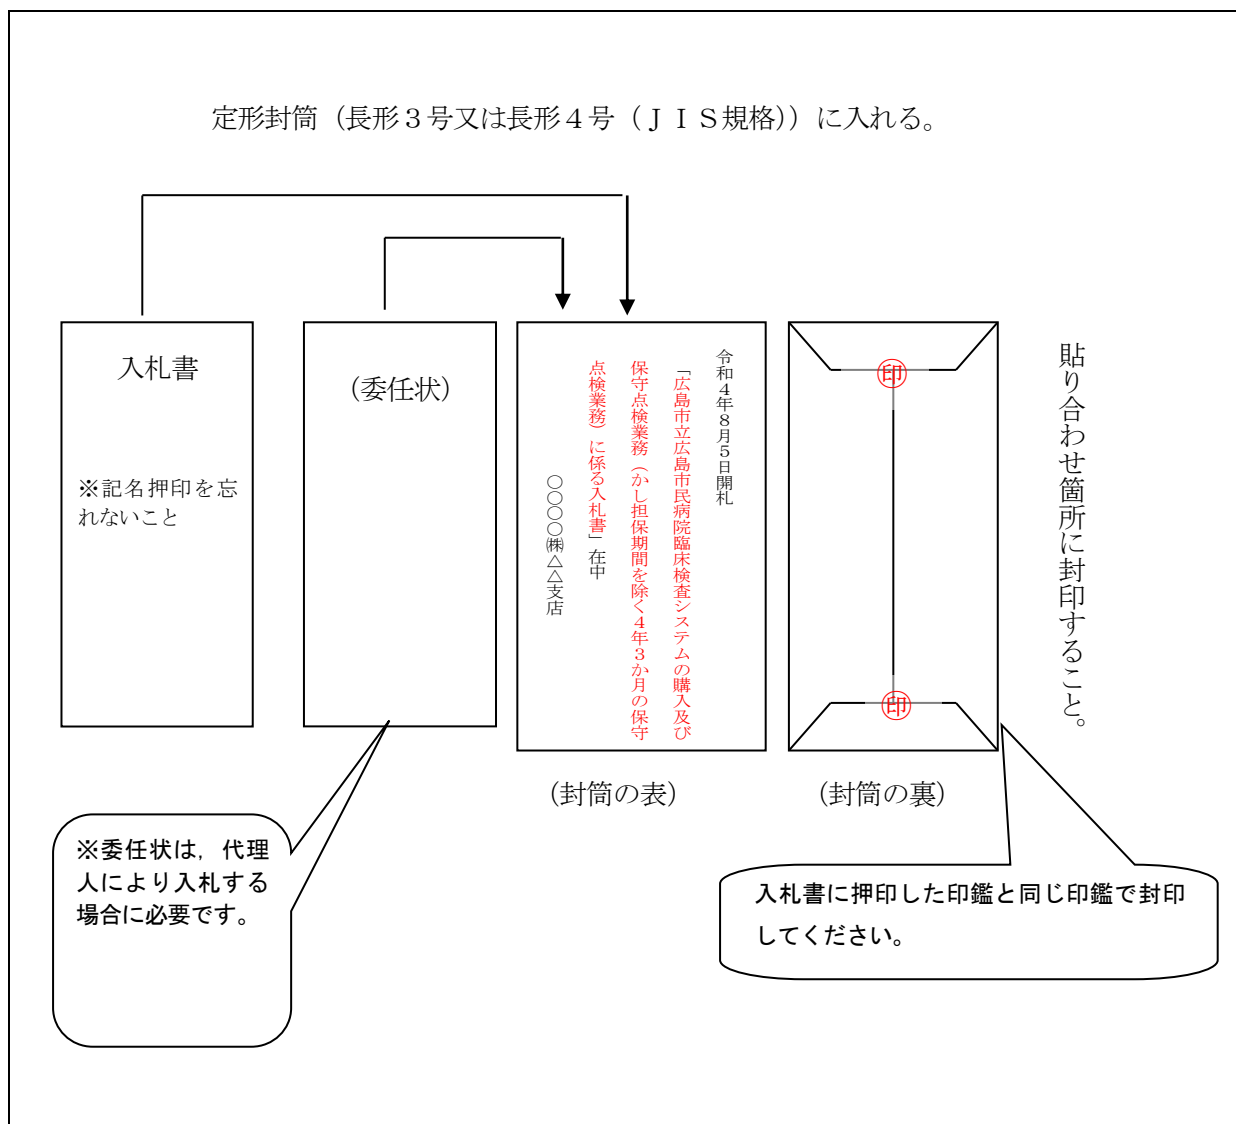 定形封筒（長形３号又は長形４号（ＪＩＳ規格））に入れる。
入札書
※記名押印を忘
れないこと
（委任状）
令和４年８月５日開札
「広島市立広島市民病院臨床検査システムの購入及び
保守点検業務（かし担保期間を除く４年３か月の保守
点検業務）に係る入札書」在中
〇〇〇〇㈱△△支店
（封筒の表）
印
印
（封筒の裏）
貼り合わせ箇所に封印すること。
※委任状は，代理
人により入札する
場合に必要です。
入札書に押印した印鑑と同じ印鑑で封印
してください。